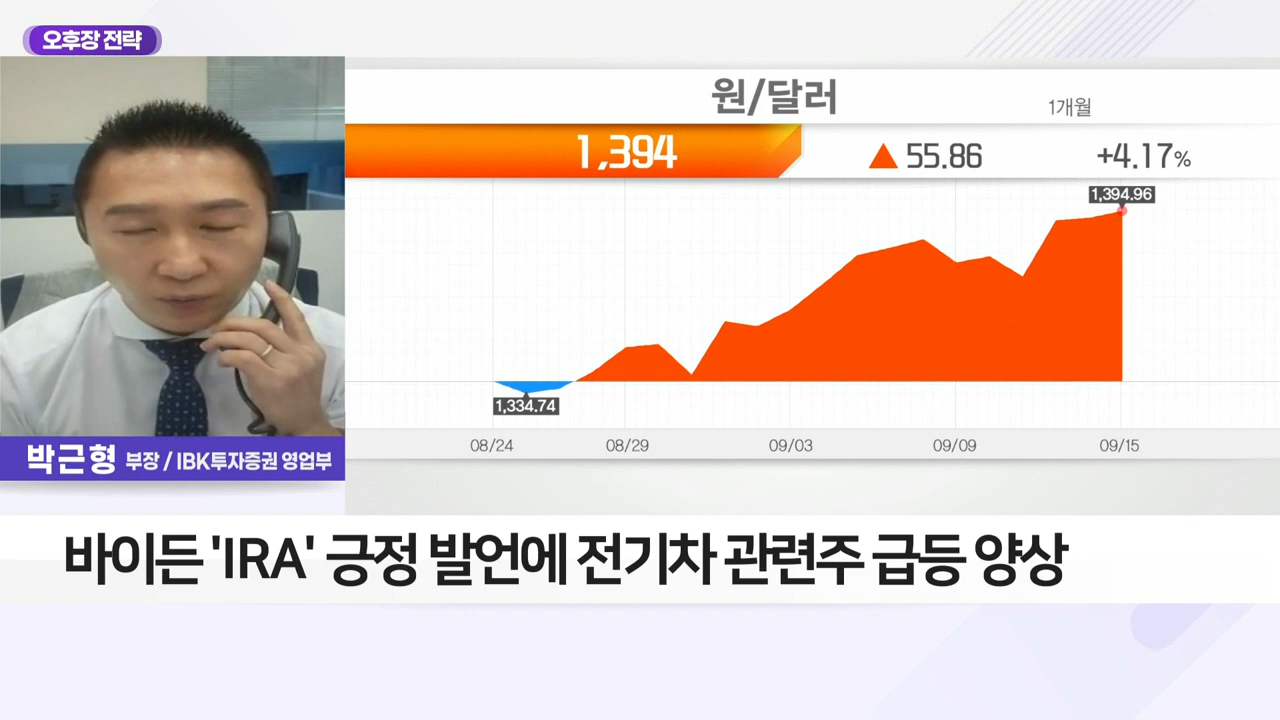 오후장 전략
원/달러
1개월
1,394 ▲ 55.86 +4.17%
1,394.96
1,334.74
08/24 08/29 09/03 09/09 09/15
박근형 부장 / IBK투자증권 영업부
바이든 'IRA' 긍정 발언에 전기차 관련주 급등 양상